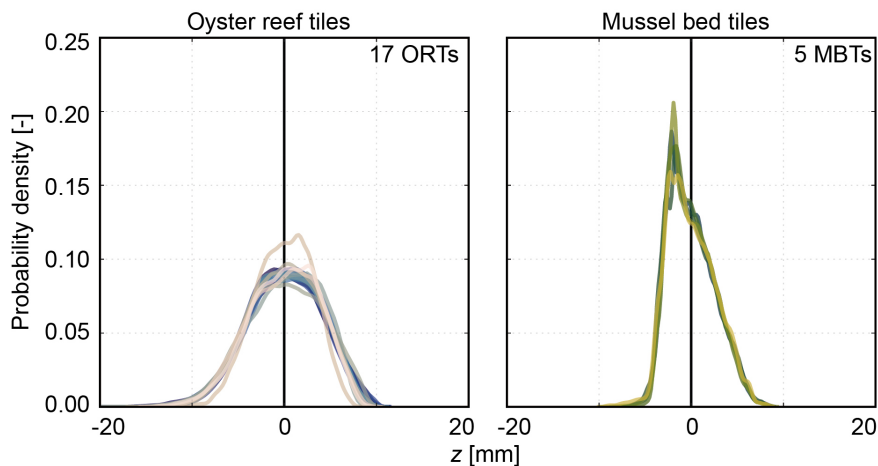 Oyster reef tiles
Mussel bed tiles
17 ORTs
5 MBTs
Probability density [-]
0.25
0.20
0.15
0.10
0.05
0.00
-20
0
20
-20
0
20
z [mm]